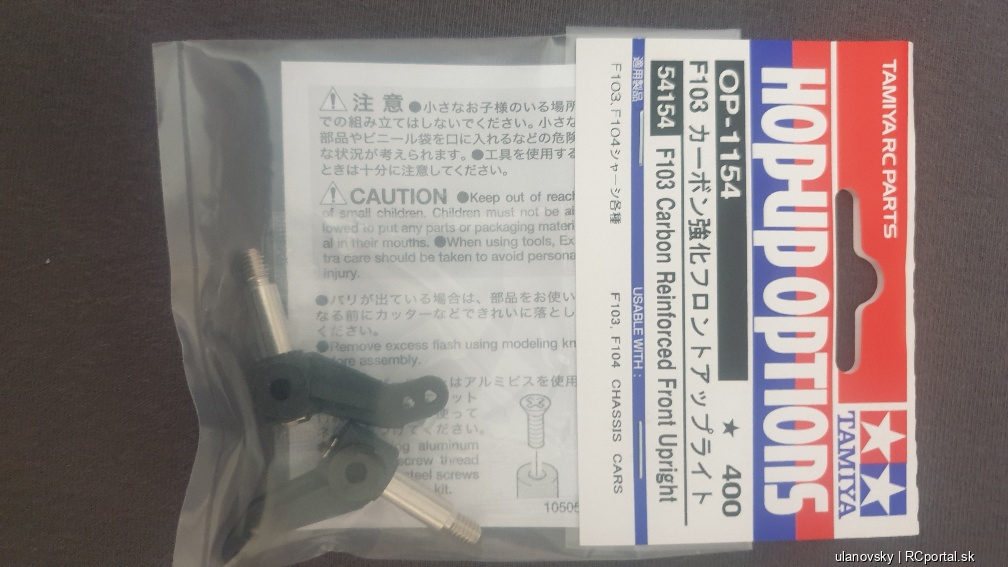 TAMIYA RC PARTS
TAMIYA
HOP-UP OPTIONS
OP-1154 ★ 400
F103 カーボン強化フロントアップライト
54154 F103 Carbon Reinforced Front Upright
適用製品 USABLE WITH :
F103、F104シャーシ各種 F103, F104 CHASSIS CARS
注意 ●小さなお子様のいる場所
での組み立てはしないでください。小さな
部品やビニール袋を口に入れるなどの危険
な状況が考えられます。●工具を使用する
ときは十分に注意してください。
CAUTION ●Keep out of reach
of small children. Children must not be al
lowed to put any parts or packaging materi
al in their mouths. ●When using tools, Ex
tra care should be taken to avoid persona
injury.
●バリが出ている場合は、部品をお使い
なる前にカッターなどできれいに落とし
ください。
●Remove excess flash using modeling kn
before assembly.
はアルミビスを使用
ット
使って
ください。
aluminum
screw thread
steel screws
kit.
10505
ulanovsky | RCportal.sk